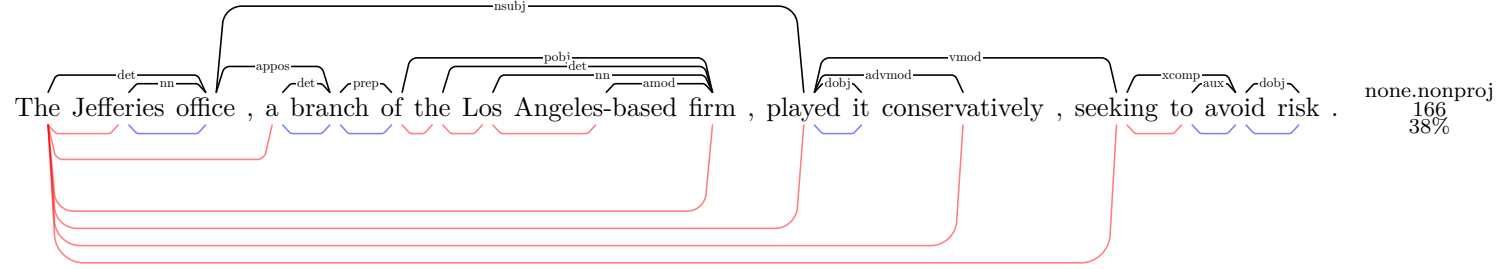 nsubj
pobj
vmod
appos det
det nn xcomp
nn det prep amod dobj advmod aux dobj
The Jefferies office , a branch of the Los Angeles-based firm , played it conservatively , seeking to avoid risk .
none.nonproj
166
38%